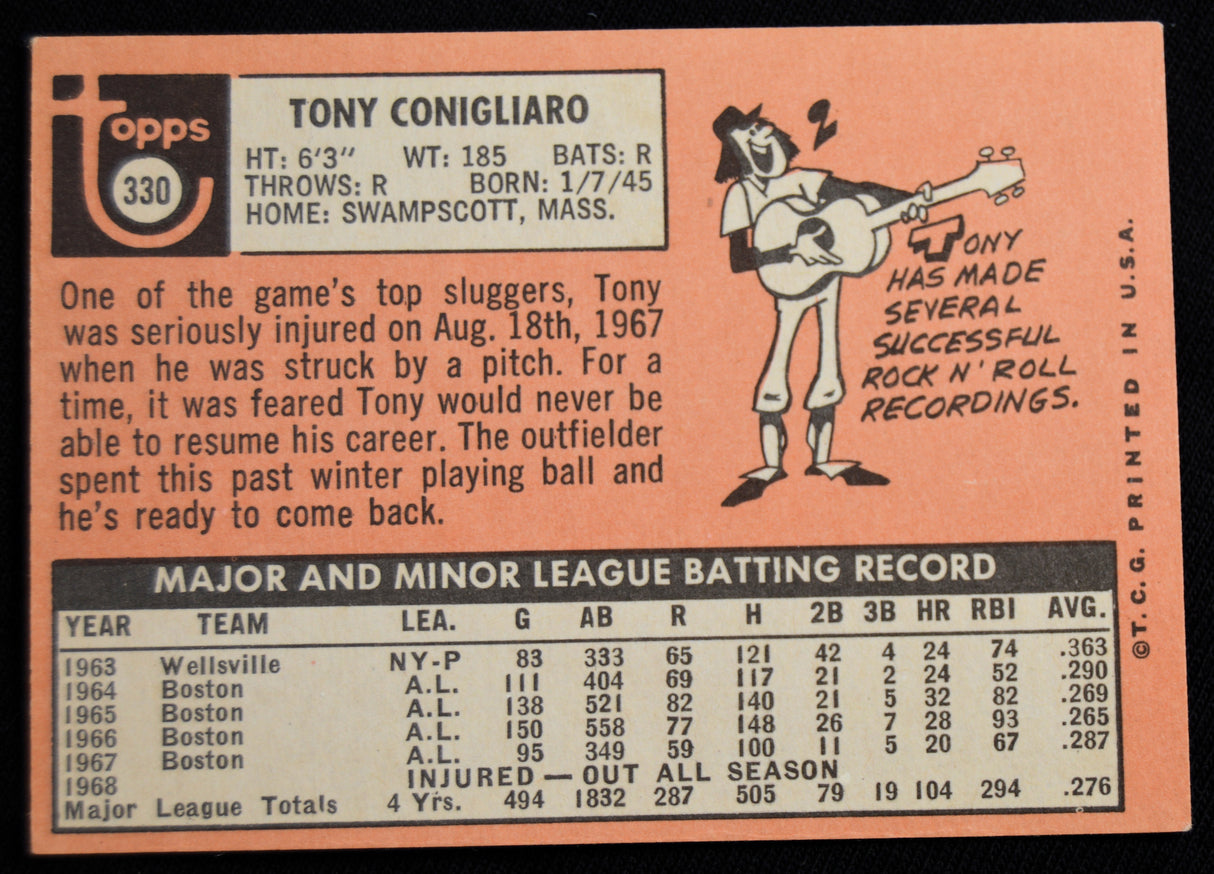 Topps
330
TONY CONIGLIARO
HT: 6'3" WT: 185 BATS: R
THROWS: R BORN: 1/7/45
HOME: SWAMPSCOTT, MASS.
One of the game's top sluggers, Tony
was seriously injured on Aug. 18th, 1967
when he was struck by a pitch. For a
time, it was feared Tony would never be
able to resume his career. The outfielder
spent this past winter playing ball and
he's ready to come back.
TONY
HAS MADE
SEVERAL
SUCCESSFUL
ROCK N' ROLL
RECORDINGS.
©T. C. G. PRINTED IN U.S.A.
MAJOR AND MINOR LEAGUE BATTING RECORD
YEAR TEAM LEA. G AB R H 2B 3B HR RBI AVG.
1963 Wellsville NY-P 83 333 65 121 42 4 24 74 .363
1964 Boston A.L. 111 404 69 117 21 2 24 52 .290
1965 Boston A.L. 138 521 82 140 21 5 32 82 .269
1966 Boston A.L. 150 558 77 148 26 7 28 93 .265
1967 Boston A.L. 95 349 59 100 11 5 20 67 .287
1968 INJURED — OUT ALL SEASON
Major League Totals 4 Yrs. 494 1832 287 505 79 19 104 294 .276